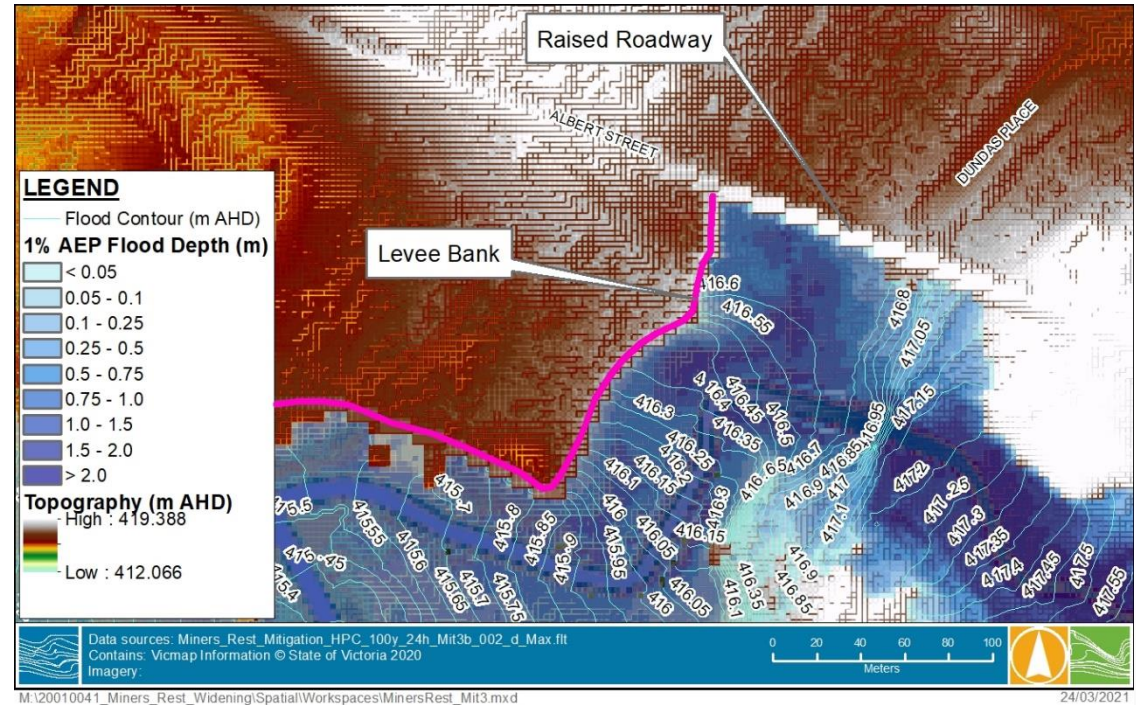 Raised Roadway
ALBERT STREET
DUNDAS PLACE
Levee Bank
LEGEND
Flood Contour (m AHD)
1% AEP Flood Depth (m)
< 0.05
0.05 - 0.1
0.1 - 0.25
0.25 - 0.5
0.5 - 0.75
0.75 - 1.0
1.0 - 1.5
1.5 - 2.0
> 2.0
Topography (m AHD)
High : 419.388
Low : 412.066
416.6
416.55
416.8
417.05
417.15
416.95
416.4
416.45
416.5
416.3
416.35
416.7
416.85
416.25
416.2
416.15
416.1
416.65
416.9
417
417.1
416.3
416.15
416
416.05
415.95
415.9
415.85
415.8
415.75
415.7
415.65
415.6
415.55
415.5
415.45
415.4
416
416.05
416.1
416.35
416.85
416.9
417.2
417.25
417.3
417.35
417.4
417.45
417.5
417.55
Data sources: Miners_Rest_Mitigation_HPC_100y_24h_Mit3b_002_d_Max.flt
Contains: Vicmap Information © State of Victoria 2020
Imagery:
0 20 40 60 80 100
Meters
M:\20010041_Miners_Rest_Widening\Spatial\Workspaces\MinersRest_Mit3.mxd
24/03/2021